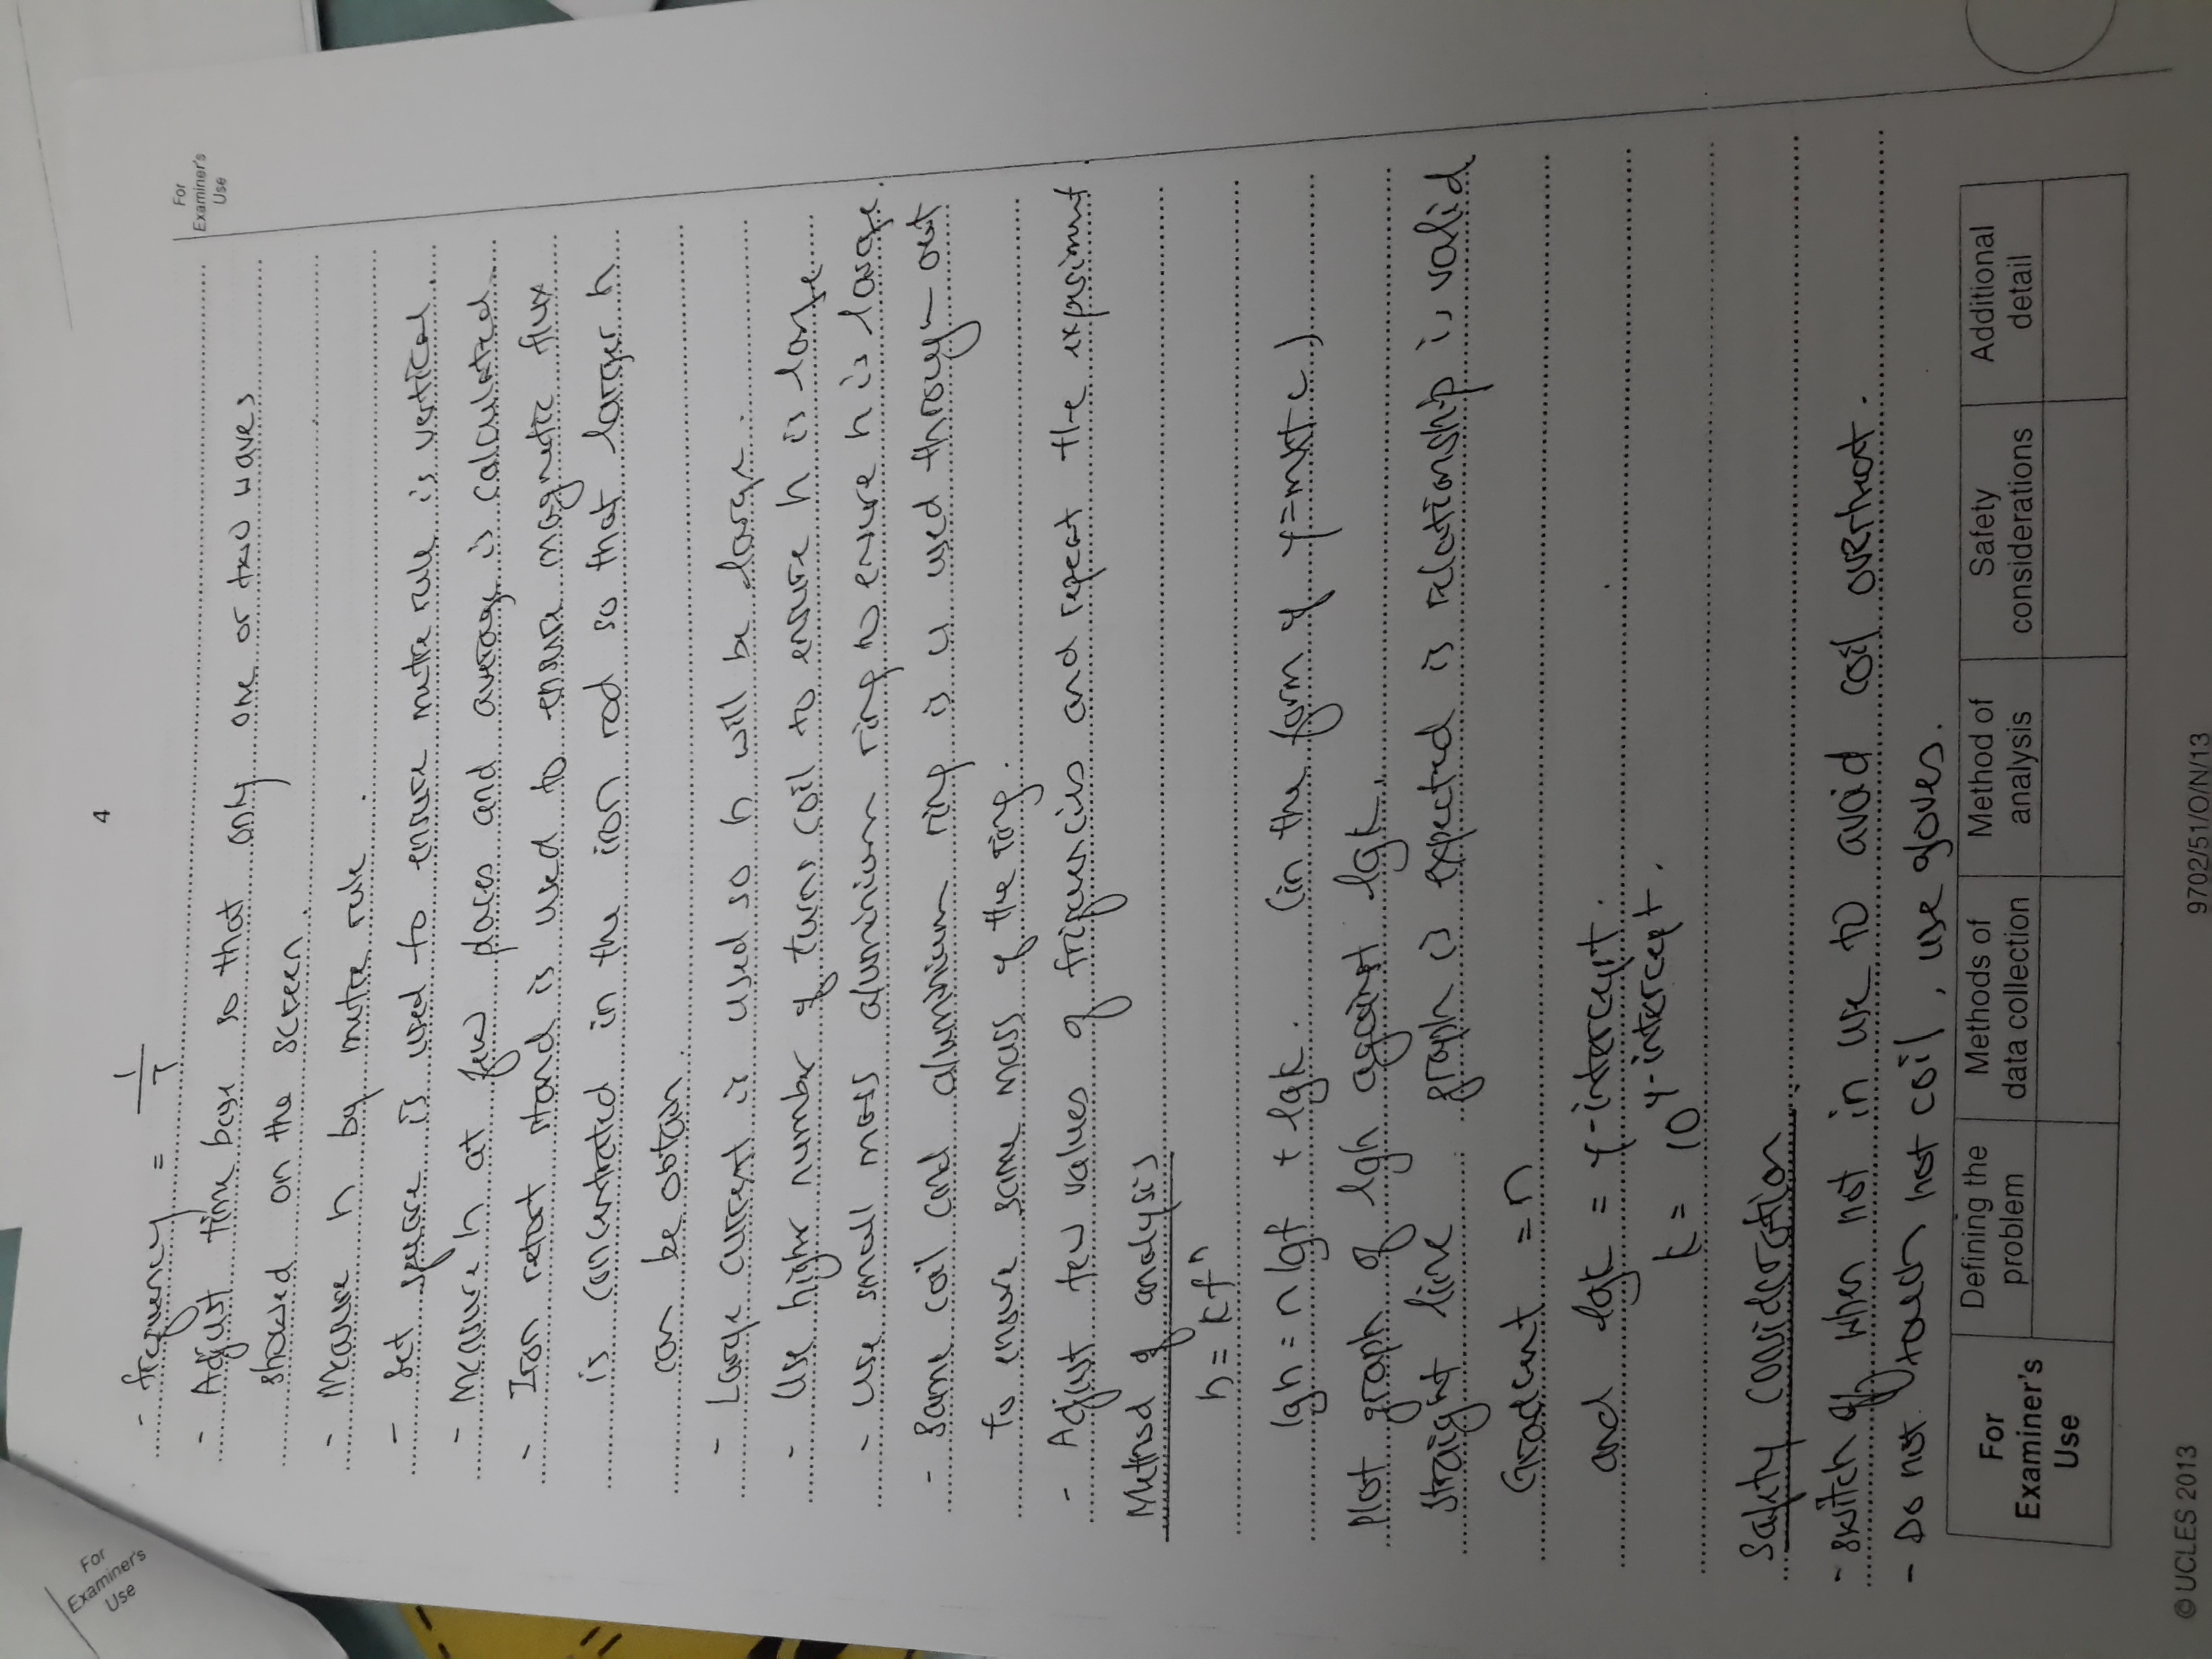 For
Examiner's
Use
4
For
Examiner's
Use
- frequency = 1/T
- Adjust time base so that only one or two waves
showed on the screen.
- Measure h by metre rule.
- Set square is used to ensure metre rule is vertical.
- Measure h at few places and average is calculated.
- Iron retort stand is used to ensure magnetic flux
is concentrated in the iron rod so that larger h
can be obtain.
- Large current is used so h will be large.
- Use higher number of turns coil to ensure h is large
- Use small mass aluminium ring to ensure h is large.
- Same coil and aluminium ring is used through out
to ensure same mass of the ring.
- Adjust few values of frequencies and repeat the experiment.
Method of analysis
h = kfⁿ
lgh = nlgf + lgk. (in the form of y=mx+c)
Plot graph of lgh against lgk.
Straight line graph is expected is relationship is valid
Gradient = n
and lgk = y-intercept.
k = 10^y-intercept.
Safety consideration
- Switch off when not in use to avoid coil overheat.
- Do not touch hot coil, use gloves.
For
Examiner's
Use
Defining the
problem
Methods of
data collection
Method of
analysis
Safety
considerations
Additional
detail
© UCLES 2013
9702/51/O/N/13